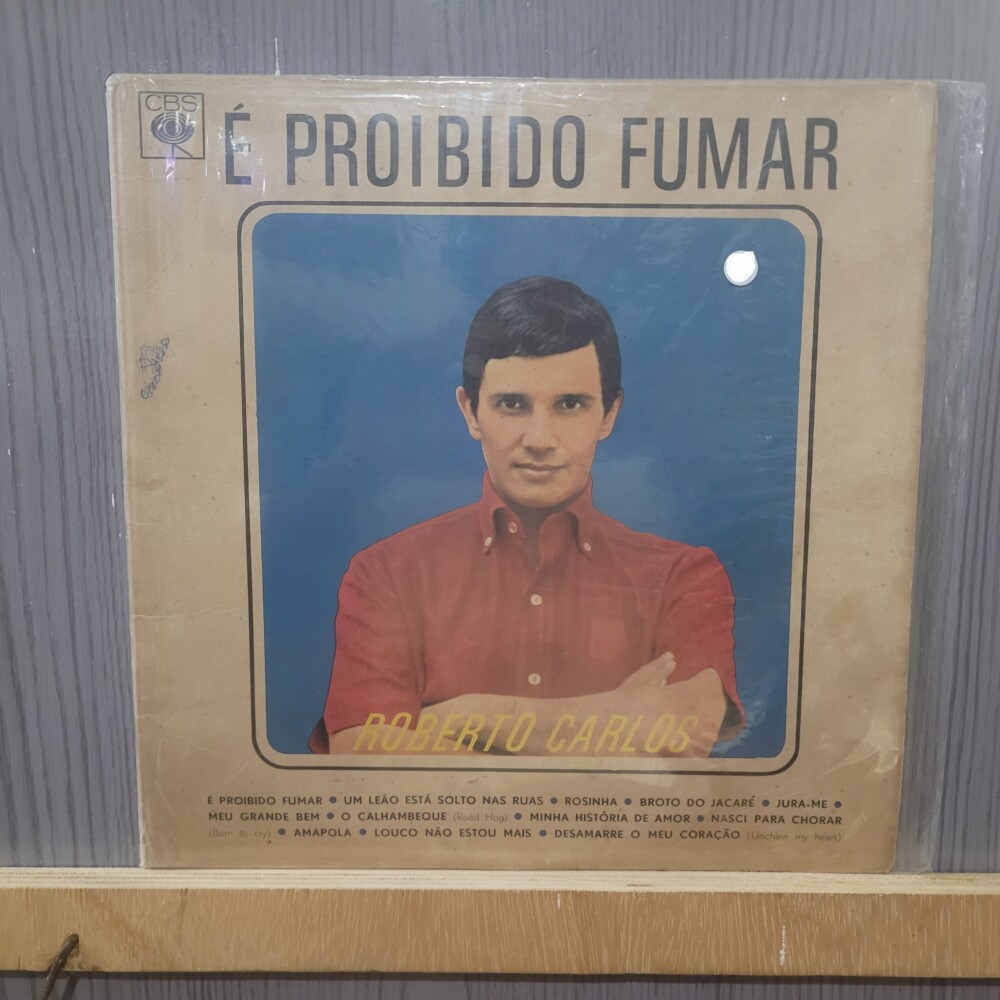 CBS
É PROIBIDO FUMAR
ROBERTO CARLOS
É PROIBIDO FUMAR • UM LEÃO ESTÁ SOLTO NAS RUAS • ROSINHA • BROTO DO JACARÉ • JURA-ME •
MEU GRANDE BEM • O CALHAMBEQUE (Road Hog) • MINHA HISTÓRIA DE AMOR • NASCI PARA CHORAR
(Born to cry) • AMAPOLA • LOUCO NÃO ESTOU MAIS • DESAMARRE O MEU CORAÇÃO (Unchain my heart)